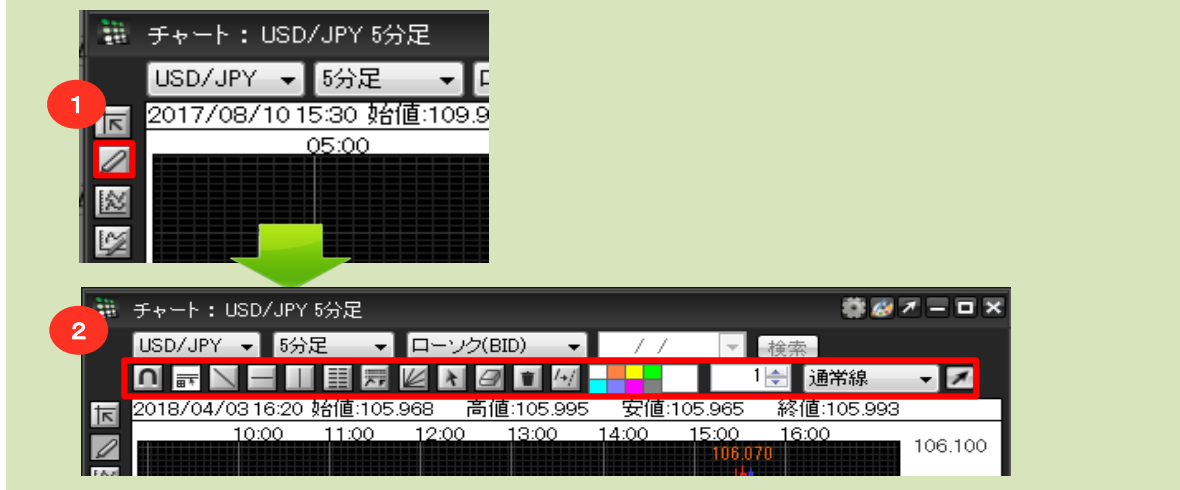 チャート： USD/JPY 5分足
USD/JPY 5分足
1
2017/08/10 15:30 始値:109.9
05:00
チャート： USD/JPY 5分足
2
USD/JPY 5分足 ローソク(BID) / / 検索
1 通常線
2018/04/03 16:20 始値:105.968 高値:105.995 安値:105.965 終値:105.993
10:00 11:00 12:00 13:00 14:00 15:00 16:00
106.100
106.070